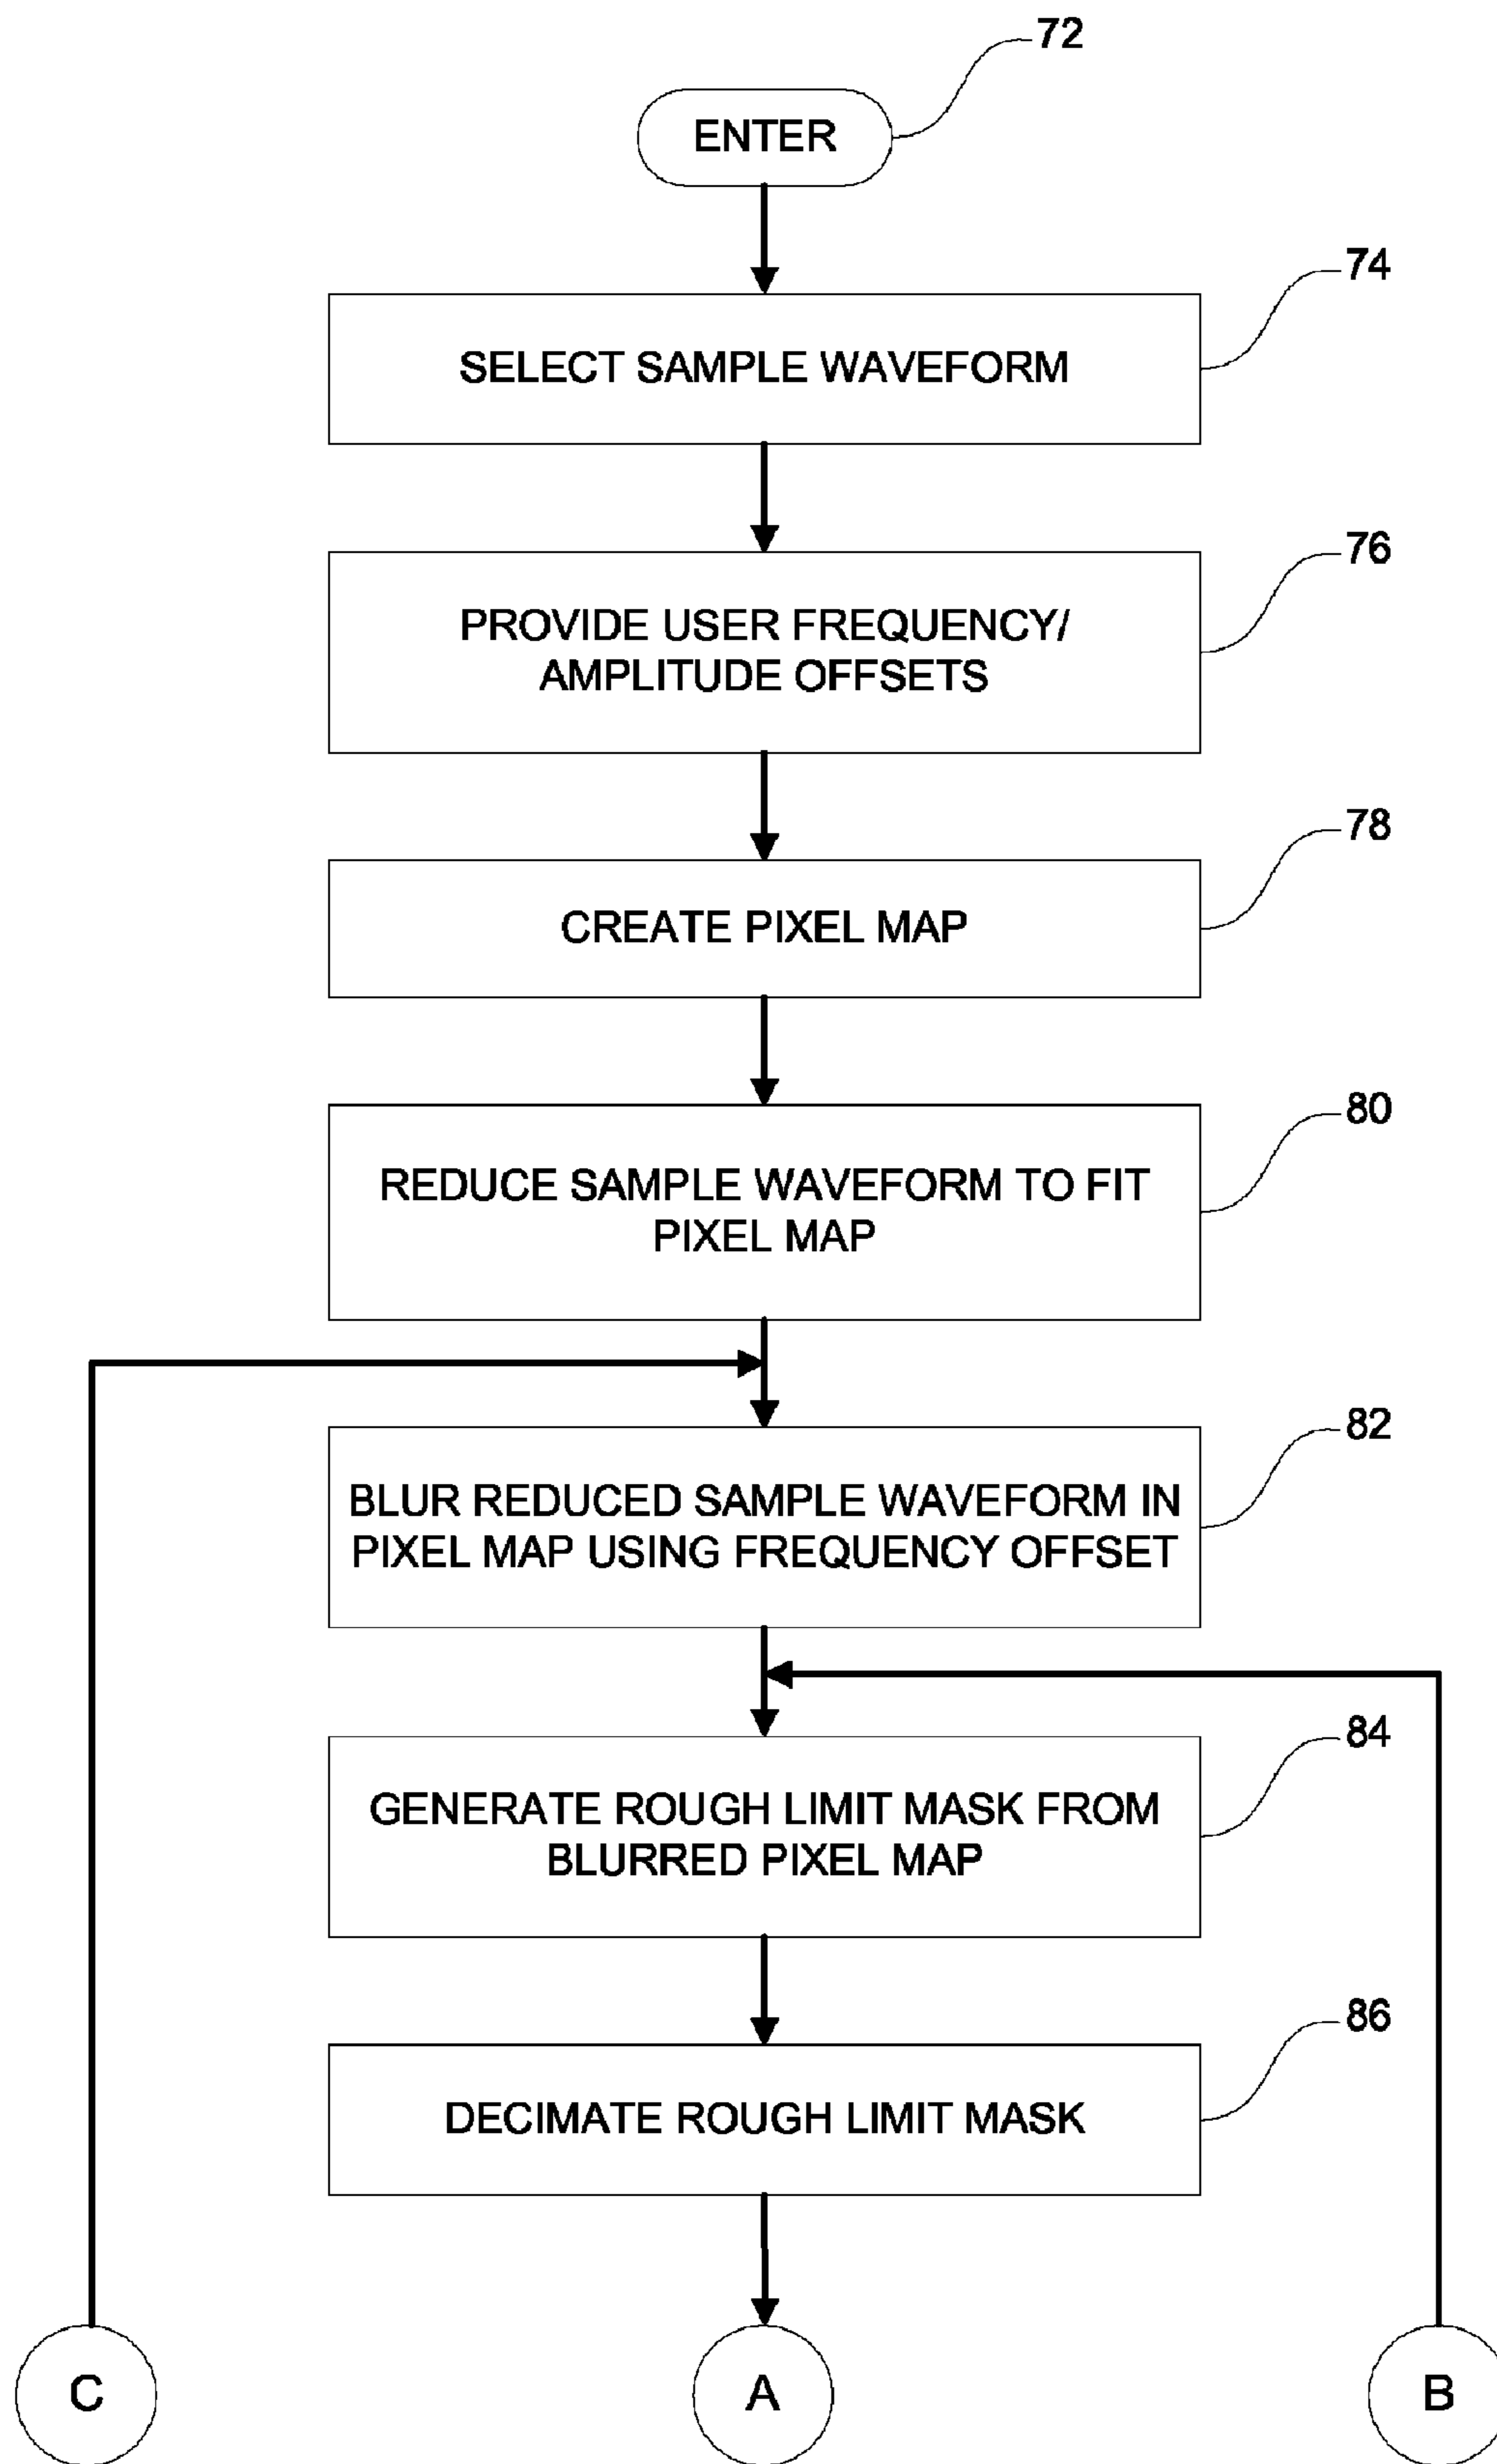 72
ENTER
74
SELECT SAMPLE WAVEFORM
76
PROVIDE USER FREQUENCY/
AMPLITUDE OFFSETS
78
CREATE PIXEL MAP
80
REDUCE SAMPLE WAVEFORM TO FIT
PIXEL MAP
82
BLUR REDUCED SAMPLE WAVEFORM IN
PIXEL MAP USING FREQUENCY OFFSET
84
GENERATE ROUGH LIMIT MASK FROM
BLURRED PIXEL MAP
86
DECIMATE ROUGH LIMIT MASK
C
A
B